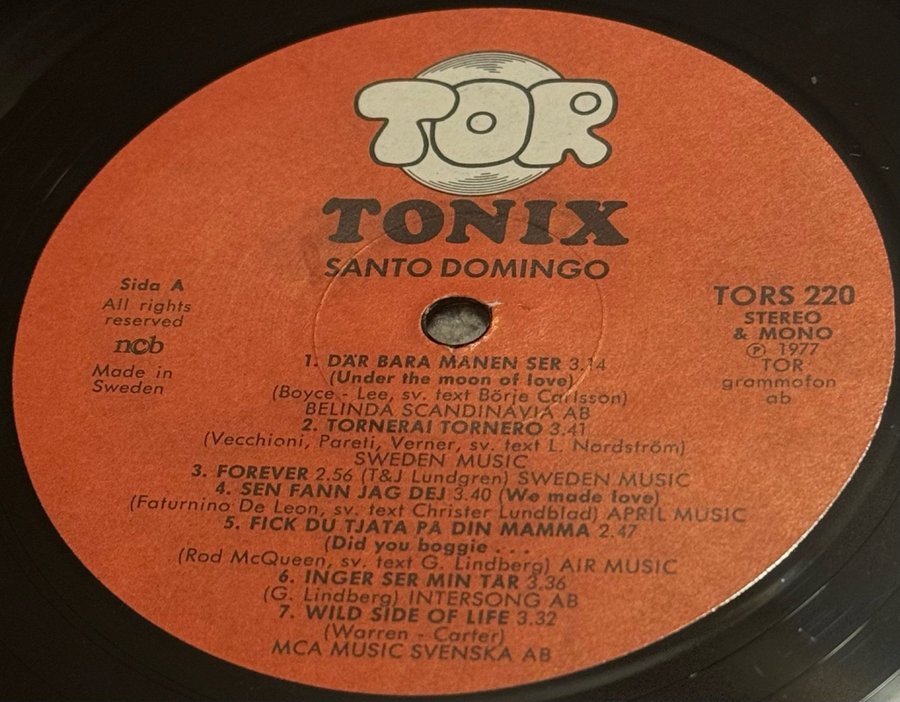 TOR
TONIX
SANTO DOMINGO
Sida A
All rights
reserved
ncb
Made in
Sweden
TORS 220
STEREO
& MONO
Ⓟ 1977
TOR
grammofon
ab
1. DÄR BARA MÅNEN SER 3.14
(Under the moon of love)
(Boyce - Lee, sv. text Börje Carlsson)
BELINDA SCANDINAVIA AB
2. TORNERAI TORNERO 3.41
(Vecchioni, Pareti, Verner, sv. text L. Nordström)
SWEDEN MUSIC
3. FOREVER 2.56 (T&J Lundgren) SWEDEN MUSIC
4. SEN FANN JAG DEJ 3.40 (We made love)
(Faturnino De Leon, sv. text Christer Lundblad) APRIL MUSIC
5. FICK DU TJATA PÅ DIN MAMMA 2.47
(Did you boggie . . .
(Rod McQueen, sv. text G. Lindberg) AIR MUSIC
6. INGER SER MIN TÅR 3.36
(G. Lindberg) INTERSONG AB
7. WILD SIDE OF LIFE 3.32
(Warren - Carter)
MCA MUSIC SVENSKA AB